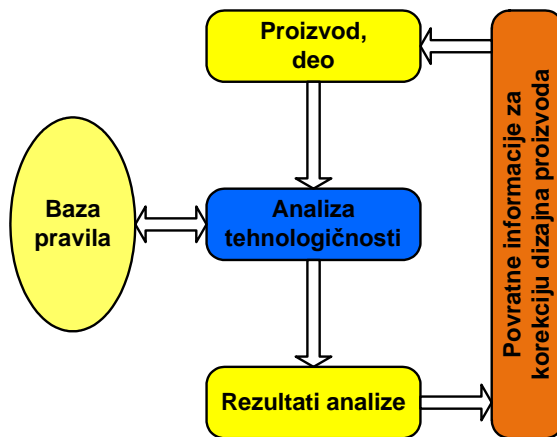 Proizvod,
deo
Baza
pravila
Analiza
tehnologičnosti
Rezultati analize
Povratne informacije za
korekciju dizajna proizvoda